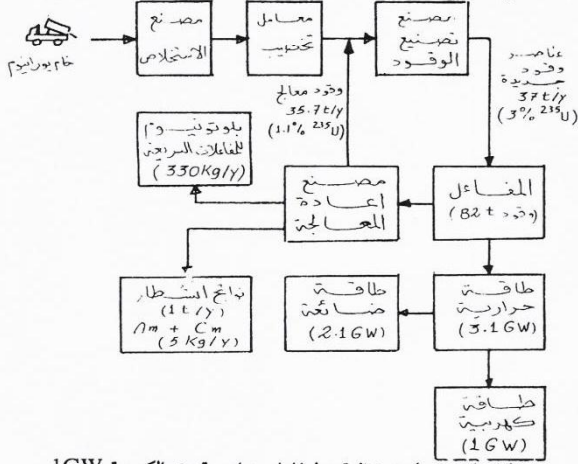 خام يورانيوم
مصنع
الاستخلاص
معامل
تخصيب
مصنع
تصنيع
الوقود
عناصر
وقود
جديدة
37 t/y
(3% ²³⁵U)
وقود معالج
35.7 t/y
(1.1% ²³⁵U)
بلوتونيوم
للمفاعلات السريعة
(330 Kg/y)
مصنع
اعادة
المعالجة
المفاعل
(وقود 82 t)
نواتج انشطار
(1 t/y)
Am + Cm
(5 Kg/y)
طاقة
ضائعة
(2.1 GW)
طاقة
حرارية
(3.1 GW)
طاقة
كهربية
(1 GW)
1GW